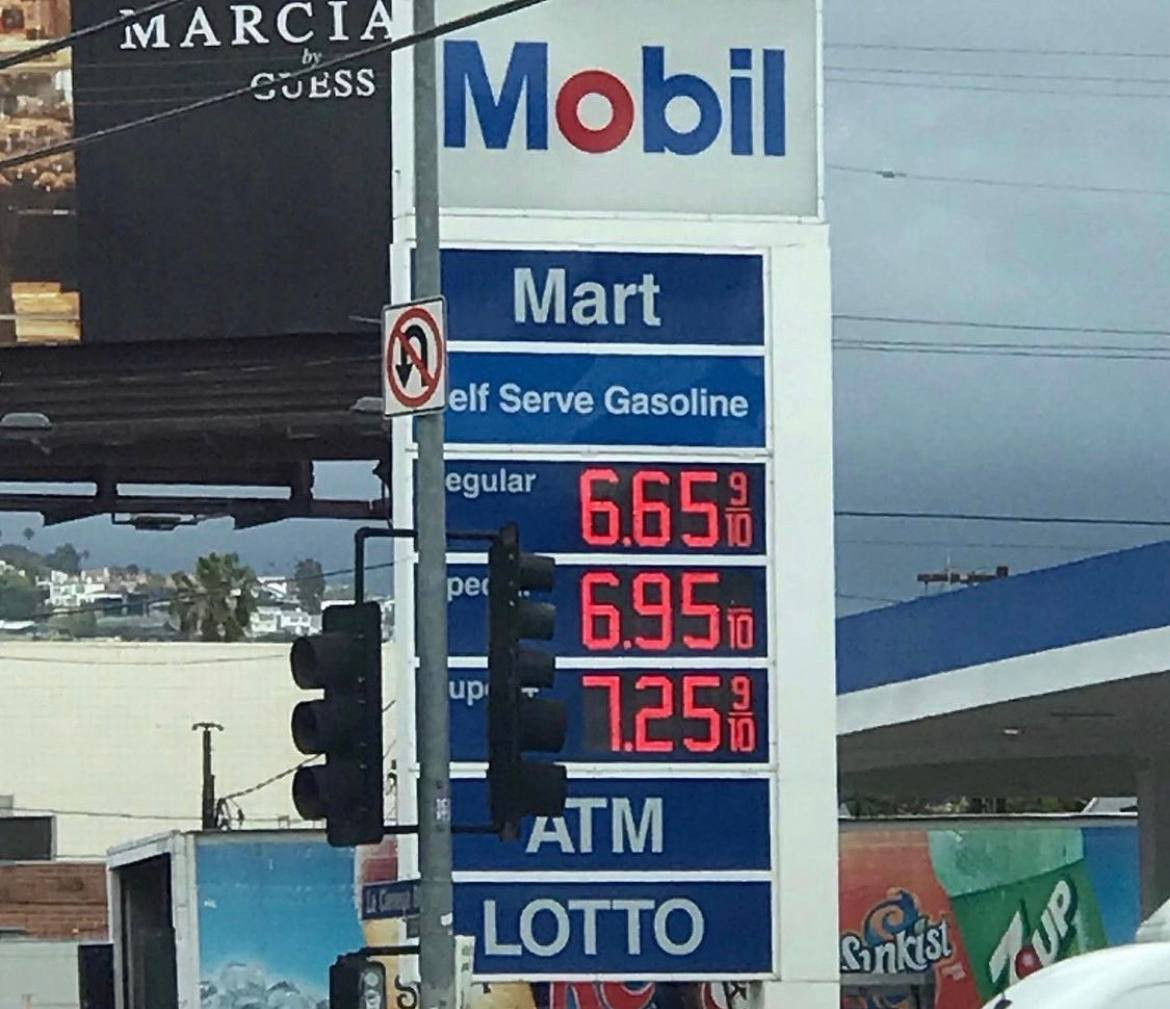 MARCIA
by
GUESS
Mobil
Mart
elf Serve Gasoline
egular
6.65 9/10
6.95 10
7.25 9/10
ATM
LOTTO
Sunkist
7UP